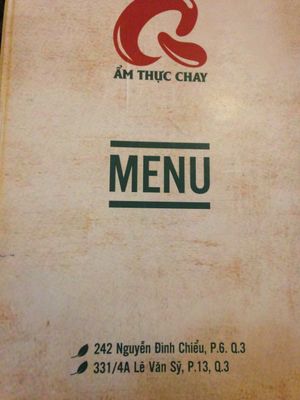 ẨM THỰC CHAY
MENU
242 Nguyễn Đình Chiểu, P.6. Q.3
331/4A Lê Văn Sỹ, P.13, Q.3